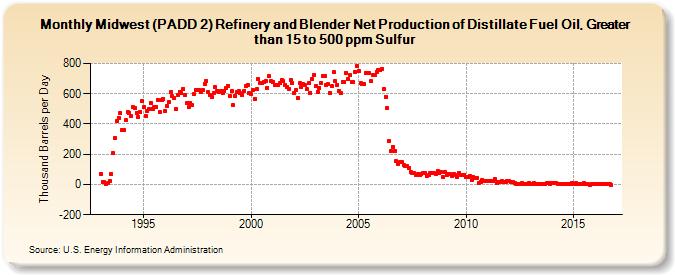 Monthly Midwest (PADD 2) Refinery and Blender Net Production of Distillate Fuel Oil, Greater
than 15 to 500 ppm Sulfur
Thousand Barrels per Day
800
600
400
200
0
-200
1995
2000
2005
2010
2015
Source: U.S. Energy Information Administration